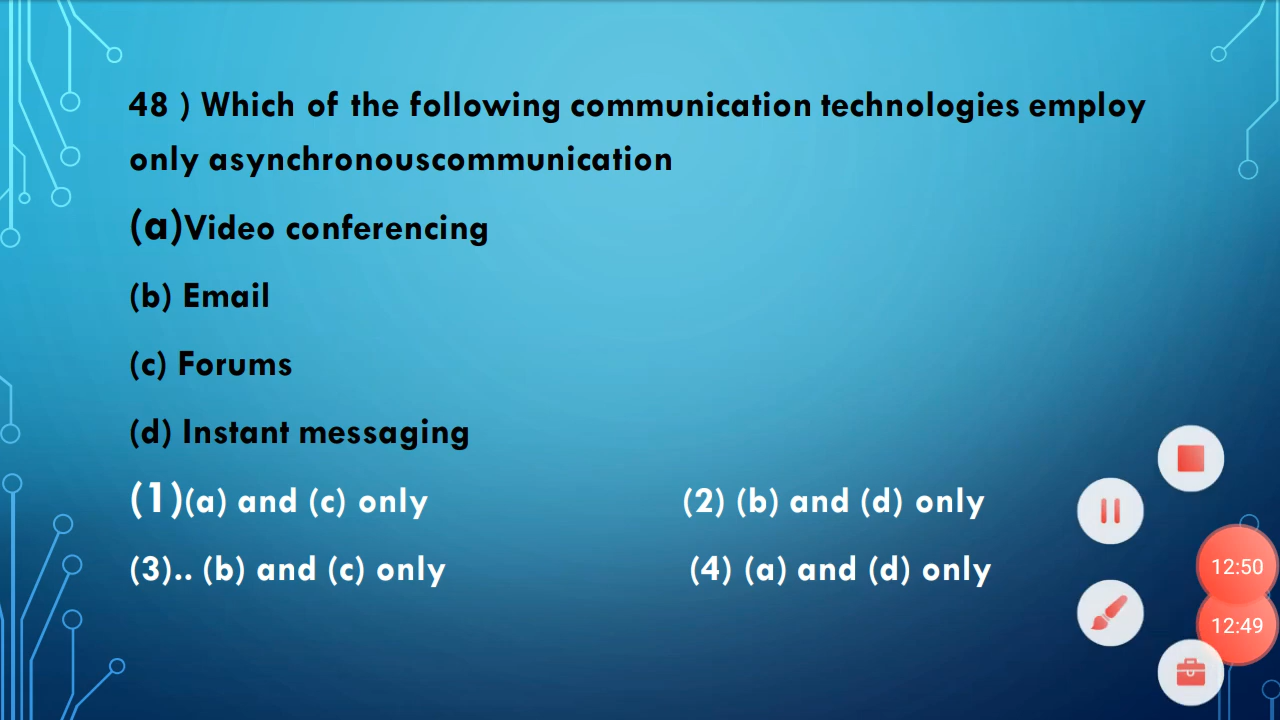 48 ) Which of the following communication technologies employ
only asynchronouscommunication
(a)Video conferencing
(b) Email
(c) Forums
(d) Instant messaging
(1)(a) and (c) only (2) (b) and (d) only
(3).. (b) and (c) only (4) (a) and (d) only
12:50
12:49